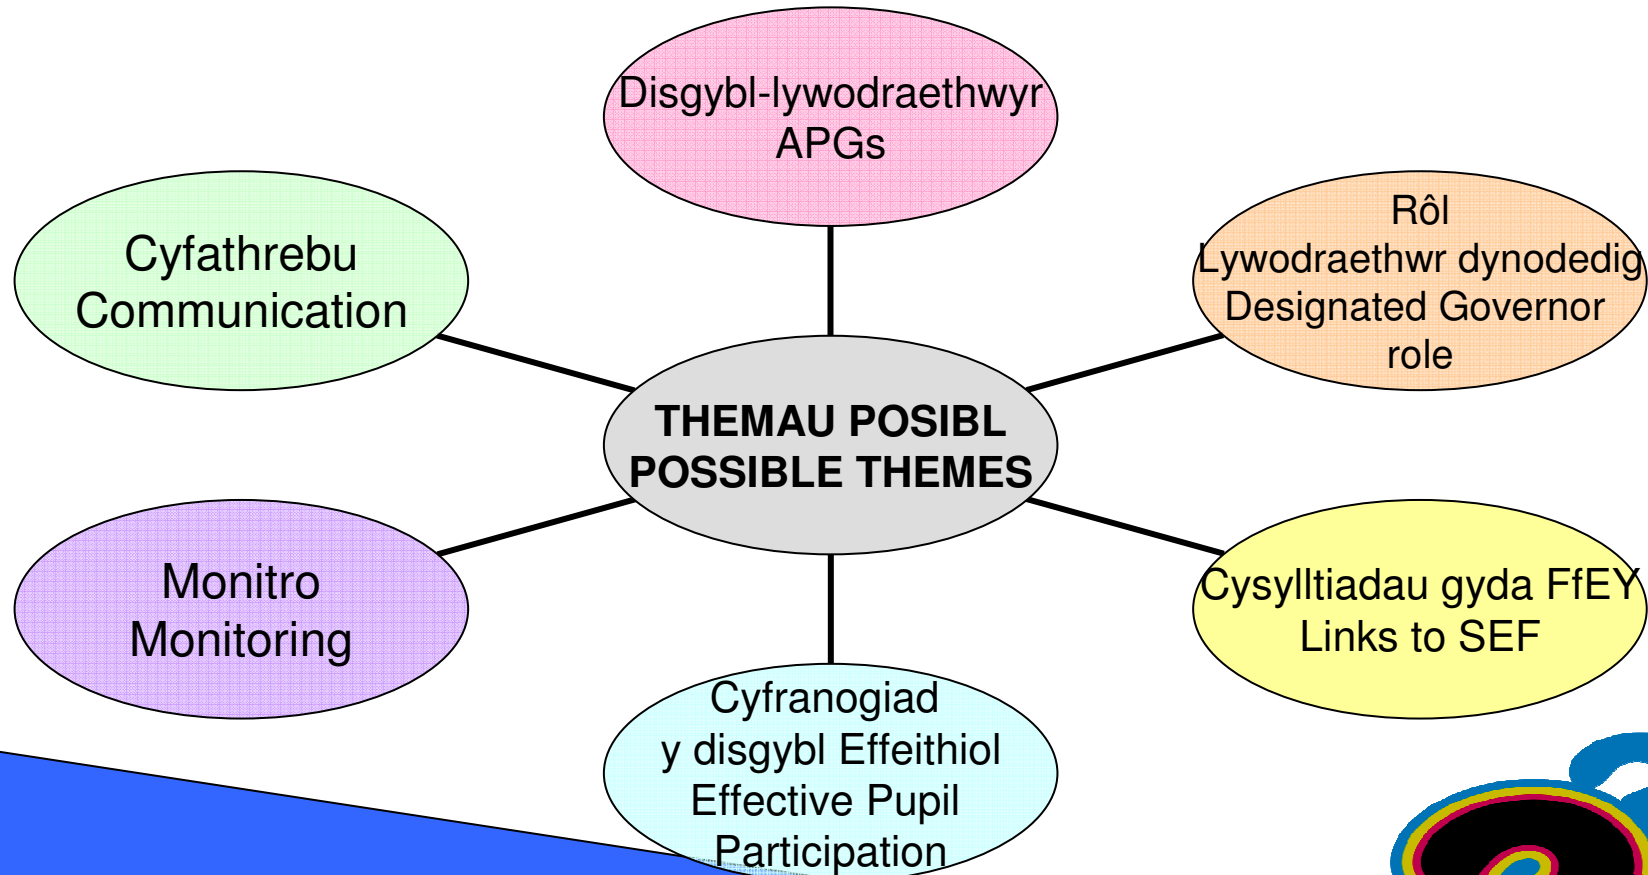 Disgybl-lywodraethwyr
APGs
Cyfathrebu
Communication
Rôl
Lywodraethwr dynodedig
Designated Governor
role
THEMAU POSIBL
POSSIBLE THEMES
Monitro
Monitoring
Cysylltiadau gyda FfEY
Links to SEF
Cyfranogiad
y disgybl Effeithiol
Effective Pupil
Participation